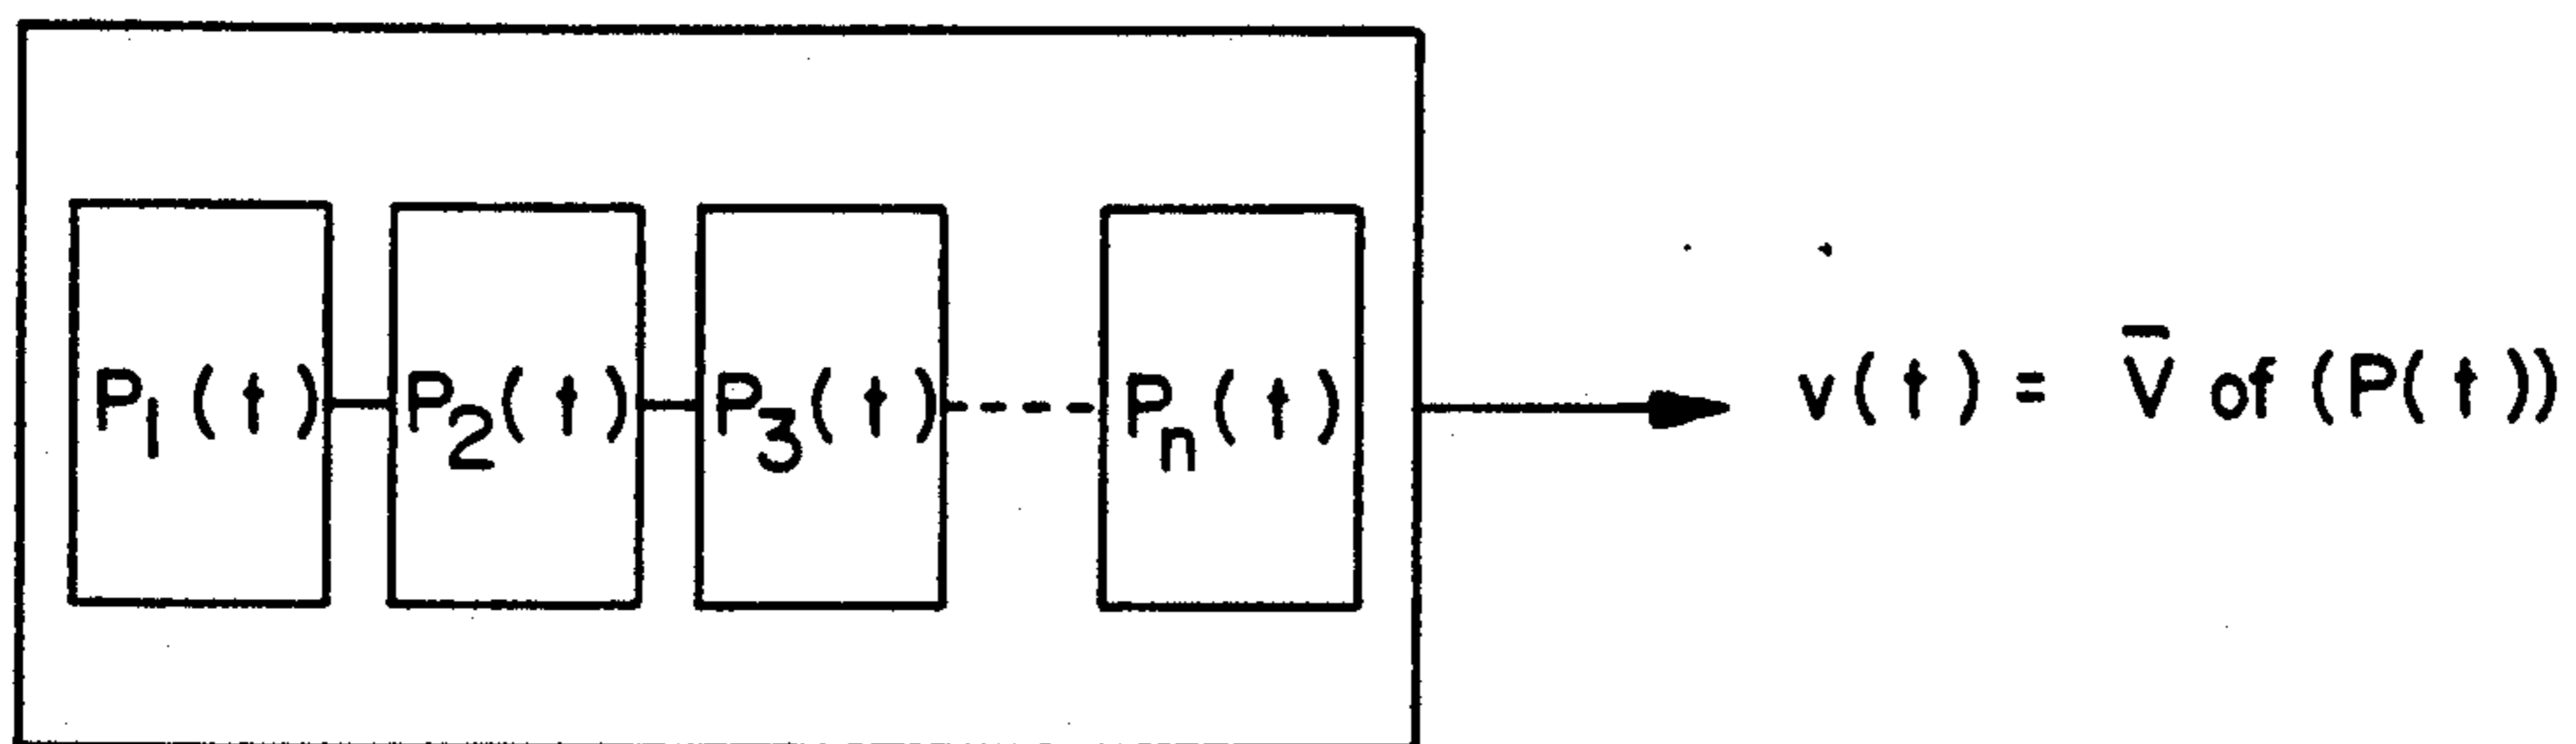 P₁(t) P₂(t) P₃(t) Pₙ(t) v(t) = V̅ of (P(t))